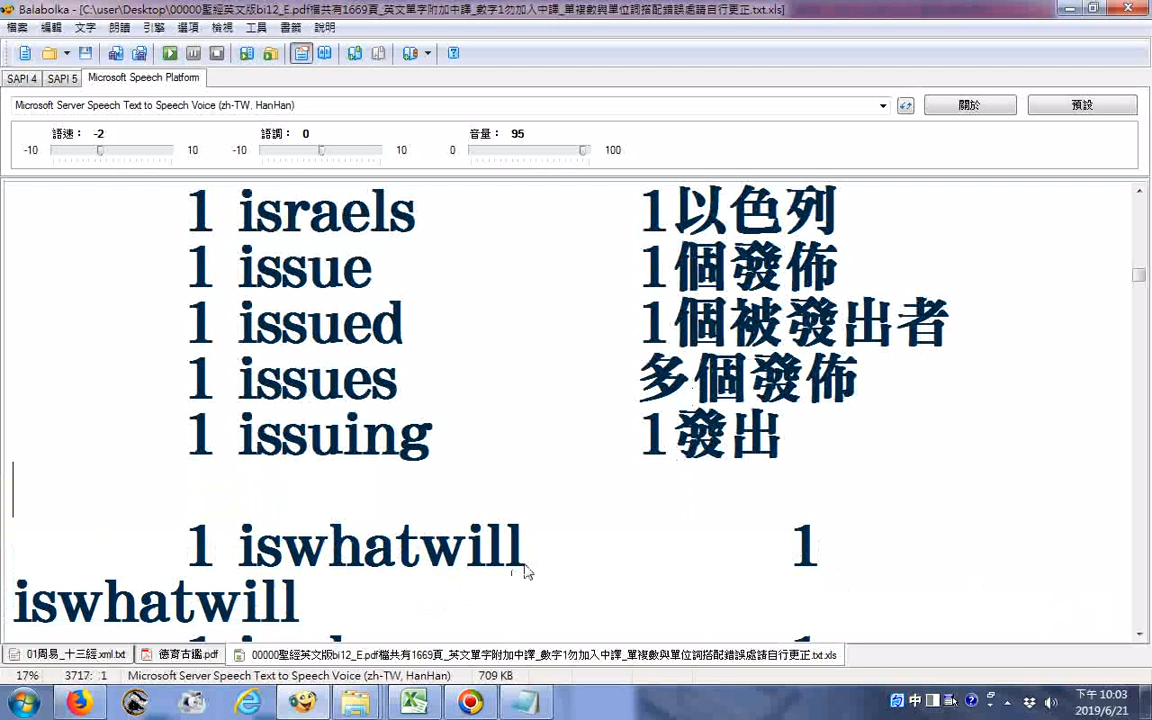 Balabolka - [C:\user\Desktop\00000聖經英文版bi12_E.pdf檔共有1669頁_英文單字附加中譯_數字1勿加入中譯_單複數與單位詞搭配錯誤處請自行更正.txt.xls]
檔案 編輯 文字 朗讀 引擎 選項 檢視 工具 書籤 說明
SAPI 4 SAPI 5 Microsoft Speech Platform
Microsoft Server Speech Text to Speech Voice (zh-TW, HanHan) 關於 預設
語速： -2 語調： 0 音量： 95
-10 10 -10 10 0 100
1 israels 1以色列
1 issue 1個發佈
1 issued 1個被發出者
1 issues 多個發佈
1 issuing 1發出
1 iswhatwill 1
iswhatwill
01周易_十三經.xml.txt 德育古鑑.pdf 00000聖經英文版bi12_E.pdf檔共有1669頁_英文單字附加中譯_數字1勿加入中譯_單複數與單位詞搭配錯誤處請自行更正.txt.xls
17% 3717: 1 Microsoft Server Speech Text to Speech Voice (zh-TW, HanHan) 709 KB
中 下午 10:03
2019/6/21